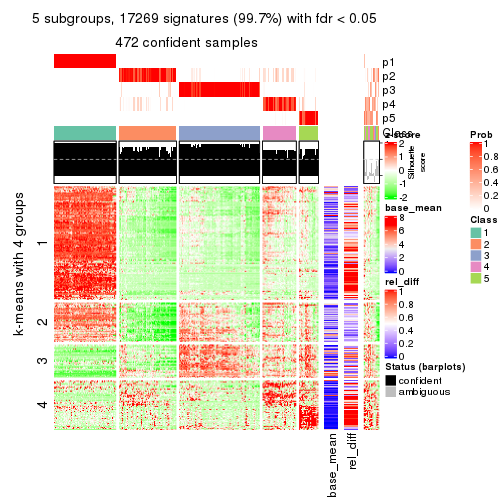 5 subgroups, 17269 signatures (99.7%) with fdr < 0.05
472 confident samples
p1
p2
p3
p4
p5
Class
z-score
2
1
0
-1
-2
Silhouette
score
Prob
1
0.8
0.6
0.4
0.2
0
base_mean
8
6
4
2
0
Class
1
2
3
4
5
rel_diff
1
0.8
0.6
0.4
0.2
0
Status (barplots)
confident
ambiguous
k-means with 4 groups
1
2
3
4
base_mean
rel_diff